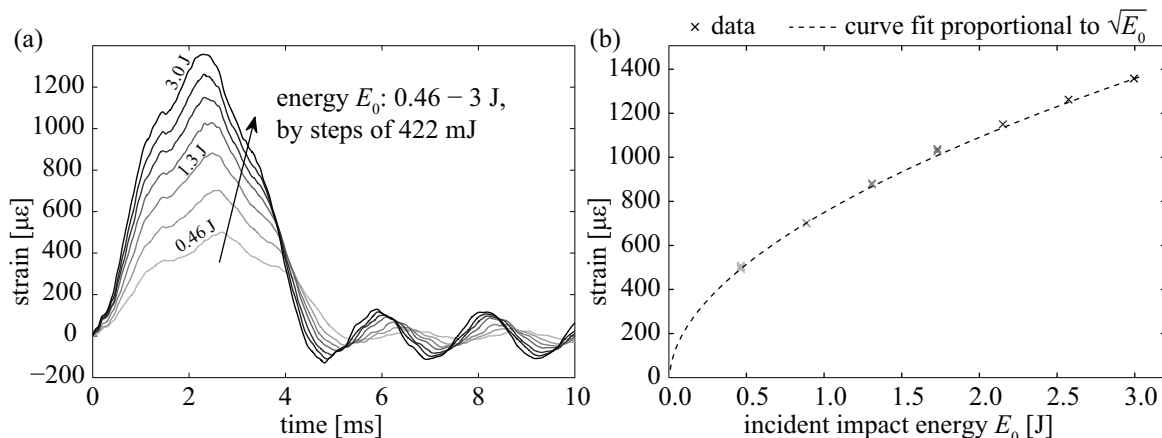 × data --- curve fit proportional to √E₀
(a)
1200
1000
800
600
400
200
0
−200
strain [με]
3.0 J
1.3 J
0.46 J
energy E₀: 0.46 − 3 J,
by steps of 422 mJ
0 2 4 6 8 10
time [ms]
(b)
1400
1200
1000
800
600
400
200
0
strain [με]
0.0 0.5 1.0 1.5 2.0 2.5 3.0
incident impact energy E₀ [J]